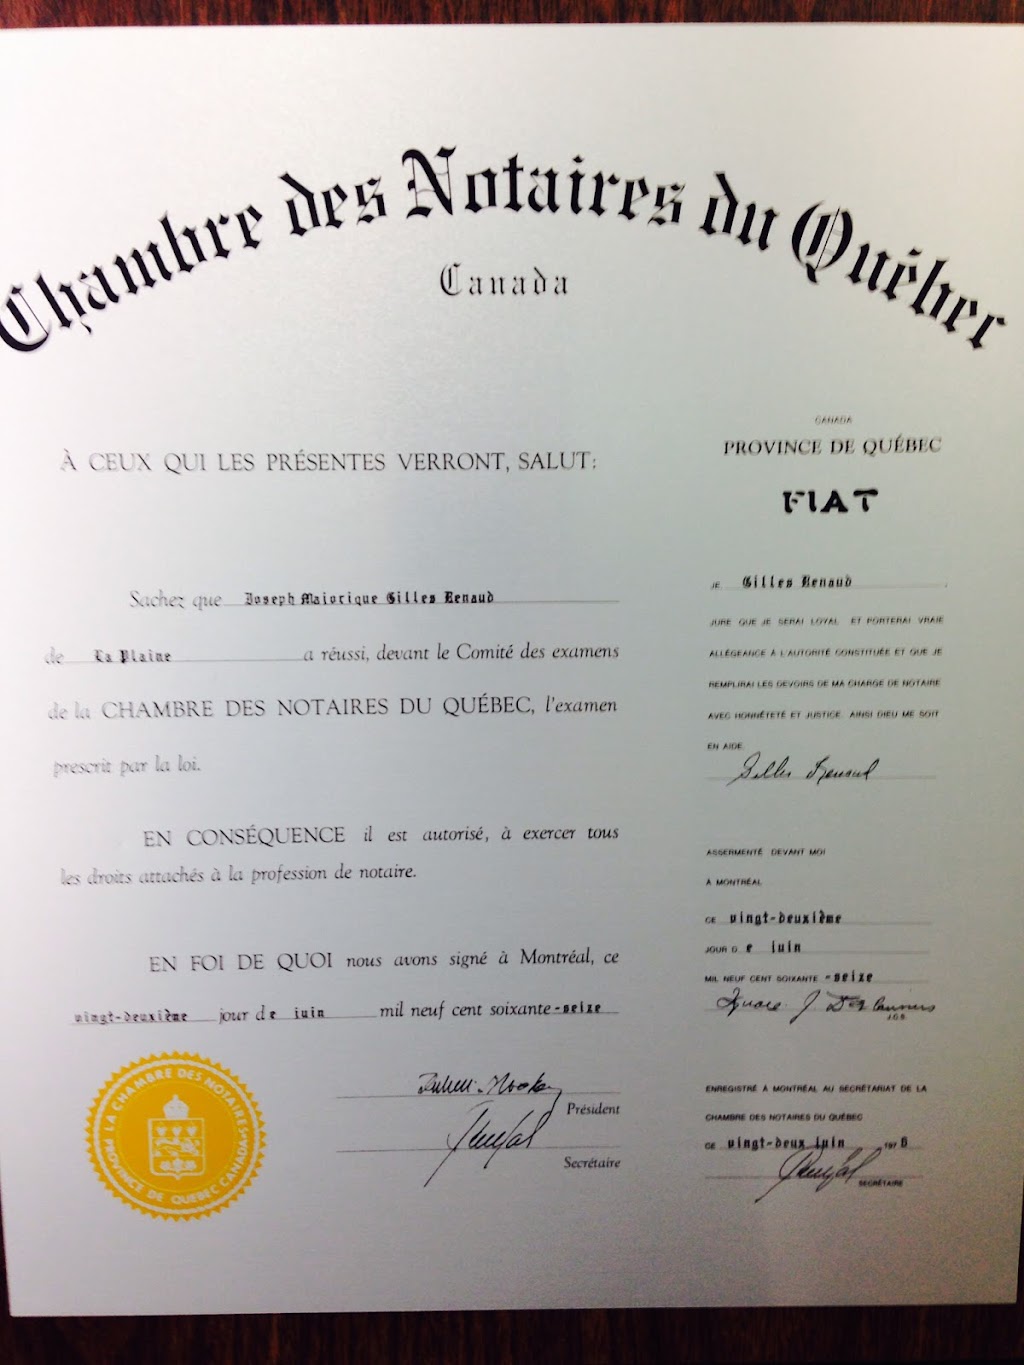 Chambre des Notaires du Québec
Canada
À CEUX QUI LES PRÉSENTES VERRONT, SALUT:
Sachez que Joseph Maiorique Gilles Renaud
de La Plaine a réussi, devant le Comité des examens
de la CHAMBRE DES NOTAIRES DU QUÉBEC, l'examen
prescrit par la loi.
EN CONSÉQUENCE il est autorisé, à exercer tous
les droits attachés à la profession de notaire.
EN FOI DE QUOI nous avons signé à Montréal, ce
vingt-deuxième jour de juin mil neuf cent soixante-seize
Président
Secrétaire
LA CHAMBRE DES NOTAIRES
PROVINCE DE QUEBEC CANADA
CANADA
PROVINCE DE QUÉBEC
FIAT
JE Gilles Renaud
JURE QUE JE SERAI LOYAL ET PORTERAI VRAIE
ALLÉGEANCE À L'AUTORITÉ CONSTITUÉE ET QUE JE
REMPLIRAI LES DEVOIRS DE MA CHARGE DE NOTAIRE
AVEC HONNÊTETÉ ET JUSTICE. AINSI DIEU ME SOIT
EN AIDE.
Gilles Renaud
ASSERMENTÉ DEVANT MOI
À MONTRÉAL
CE vingt-deuxième
JOUR DE juin
MIL NEUF CENT SOIXANTE-seize
J.C.S.
ENREGISTRÉ À MONTRÉAL AU SECRÉTARIAT DE LA
CHAMBRE DES NOTAIRES DU QUÉBEC
CE vingt-deux juin 1976
SECRÉTAIRE